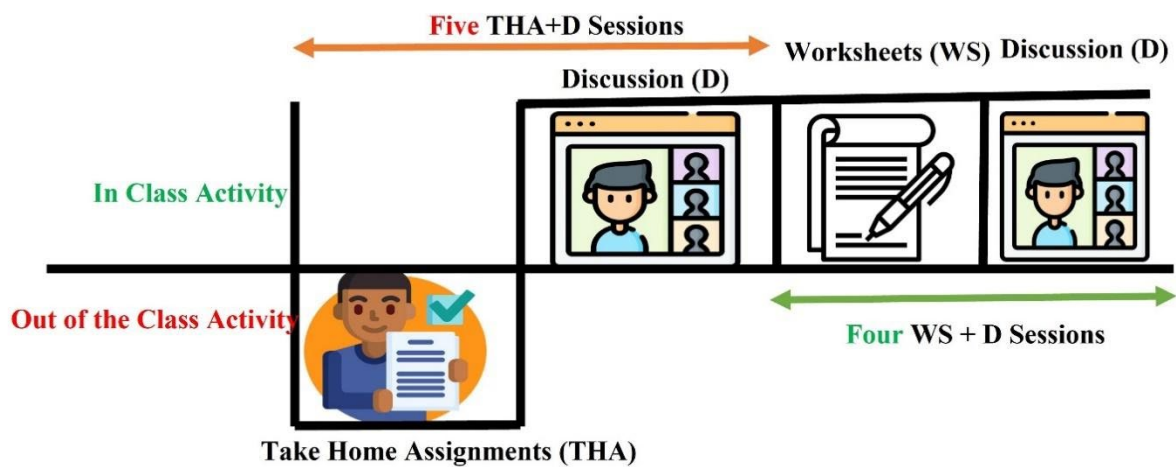 Five THA+D Sessions
Worksheets (WS)
Discussion (D)
Discussion (D)
In Class Activity
Out of the Class Activity
Four WS + D Sessions
Take Home Assignments (THA)